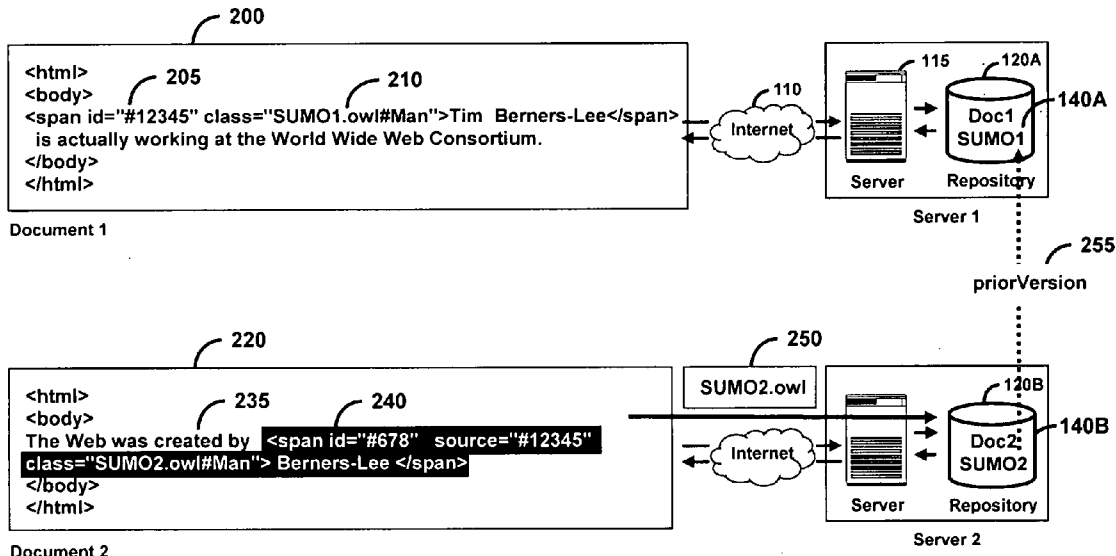 200
<html>
<body>
205
210
<span id="#12345" class="SUMO1.owl#Man">Tim Berners-Lee</span>
is actually working at the World Wide Web Consortium.
</body>
</html>
Document 1
110
Internet
115
120A
140A
Doc1
SUMO1
Server
Repository
Server 1
255
priorVersion
220
<html>
<body>
235
240
The Web was created by <span id="#678" source="#12345"
class="SUMO2.owl#Man"> Berners-Lee </span>
</body>
</html>
Document 2
250
SUMO2.owl
Internet
120B
140B
Doc2
SUMO2
Server
Repository
Server 2